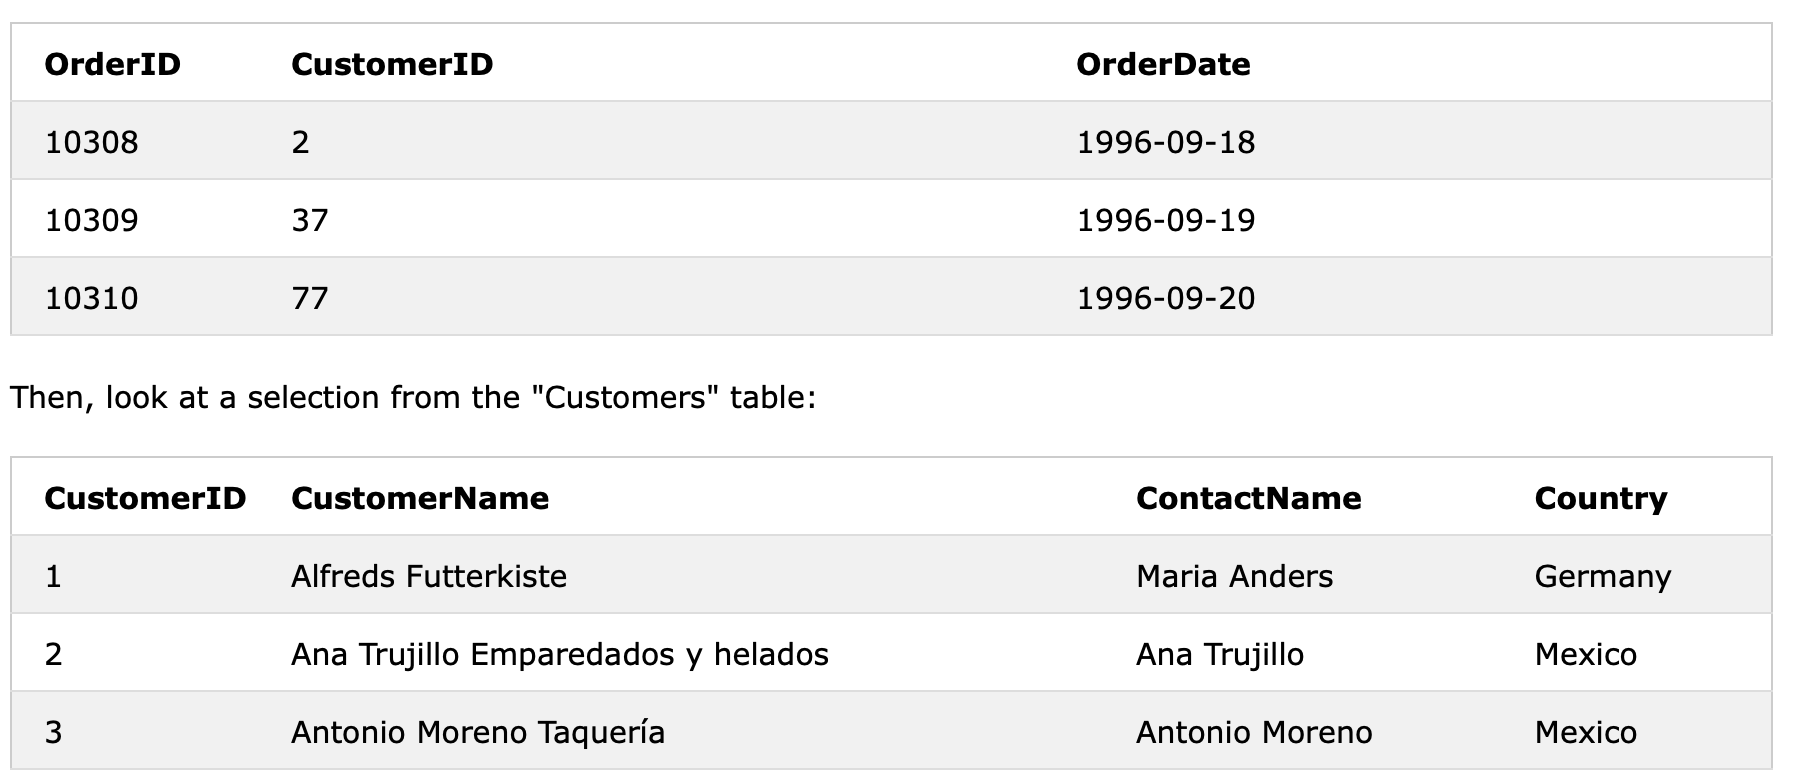 OrderID CustomerID OrderDate
10308 2 1996-09-18
10309 37 1996-09-19
10310 77 1996-09-20
Then, look at a selection from the "Customers" table:
CustomerID CustomerName ContactName Country
1 Alfreds Futterkiste Maria Anders Germany
2 Ana Trujillo Emparedados y helados Ana Trujillo Mexico
3 Antonio Moreno Taquería Antonio Moreno Mexico